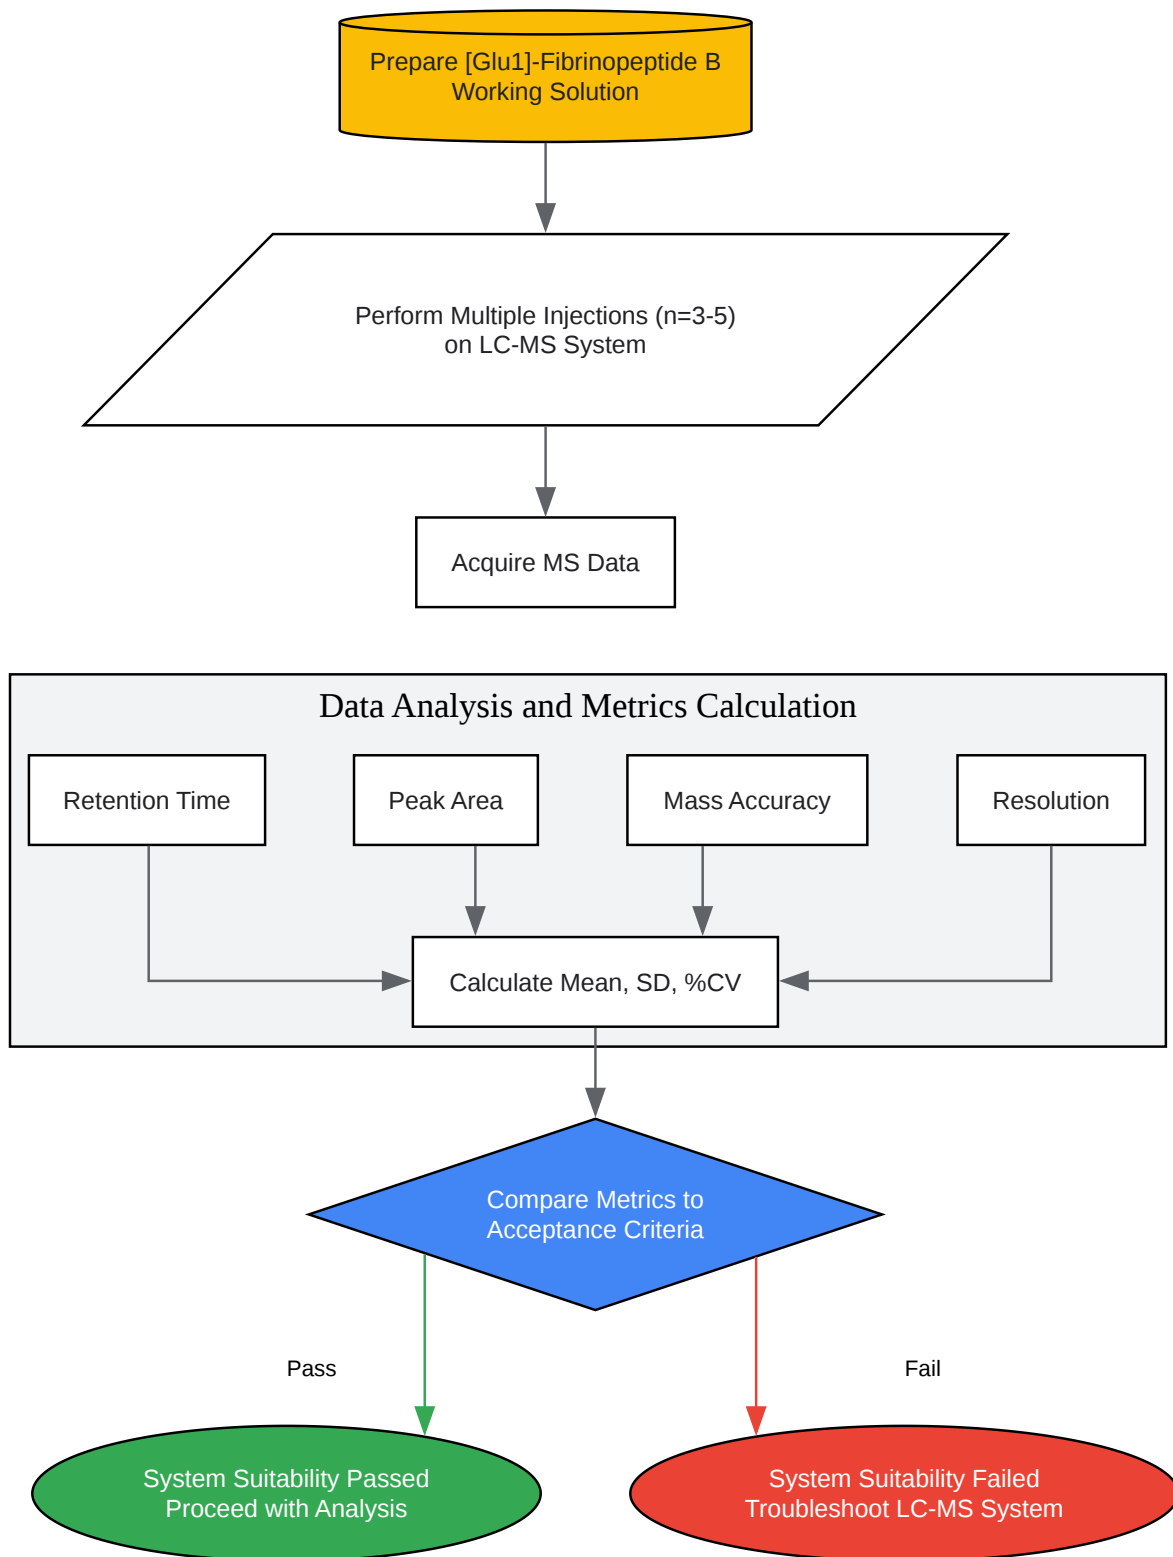 Prepare [Glu1]-Fibrinopeptide B
Working Solution
Perform Multiple Injections (n=3-5)
on LC-MS System
Acquire MS Data
Data Analysis and Metrics Calculation
Retention Time
Peak Area
Mass Accuracy
Resolution
Calculate Mean, SD, %CV
Compare Metrics to
Acceptance Criteria
Pass
Fail
System Suitability Passed
Proceed with Analysis
System Suitability Failed
Troubleshoot LC-MS System